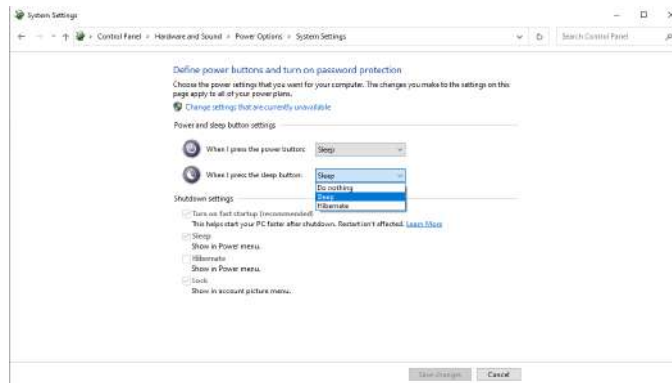 System Settings
Control Panel > Hardware and Sound > Power Options > System Settings
Search Control Panel
Define power buttons and turn on password protection
Choose the power settings that you want for your computer. The changes you make to the settings on this
page apply to all of your power plans.
Change settings that are currently unavailable
Power and sleep button settings
When I press the power button: Sleep
When I press the sleep button: Sleep
Do nothing
Sleep
Hibernate
Shutdown settings
Turn on fast startup (recommended)
This helps start your PC faster after shutdown. Restart isn't affected. Learn More
Sleep
Show in Power menu.
Hibernate
Show in Power menu.
Lock
Show in account picture menu.
Save changes Cancel